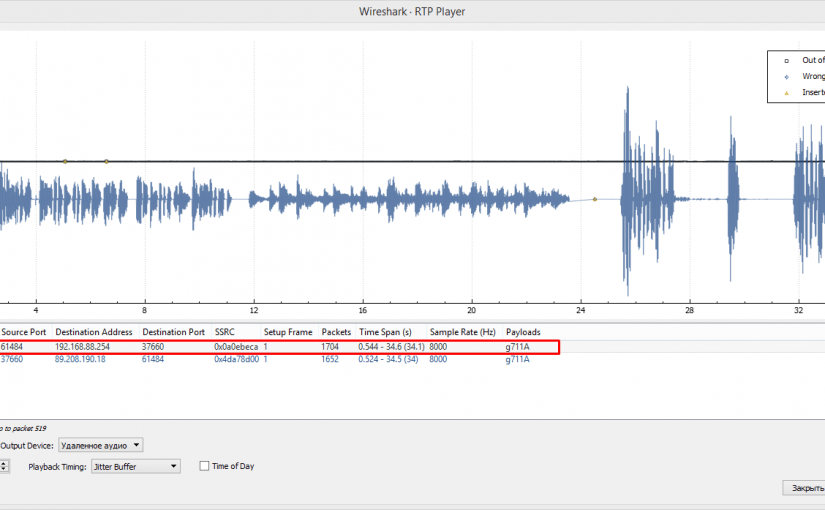 Wireshark · RTP Player
Out of
Wrong
Inserte
4 8 12 16 20 24 28 32
Source Port Destination Address Destination Port SSRC Setup Frame Packets Time Span (s) Sample Rate (Hz) Payloads
61484 192.168.88.254 37660 0x0a0ebeca 1 1704 0.544 - 34.6 (34.1) 8000 g711A
37660 89.208.190.18 61484 0x4da78d00 1 1652 0.524 - 34.5 (34) 8000 g711A
o to packet 519
Output Device: Удаленное аудио
Playback Timing: Jitter Buffer Time of Day
Закрыть